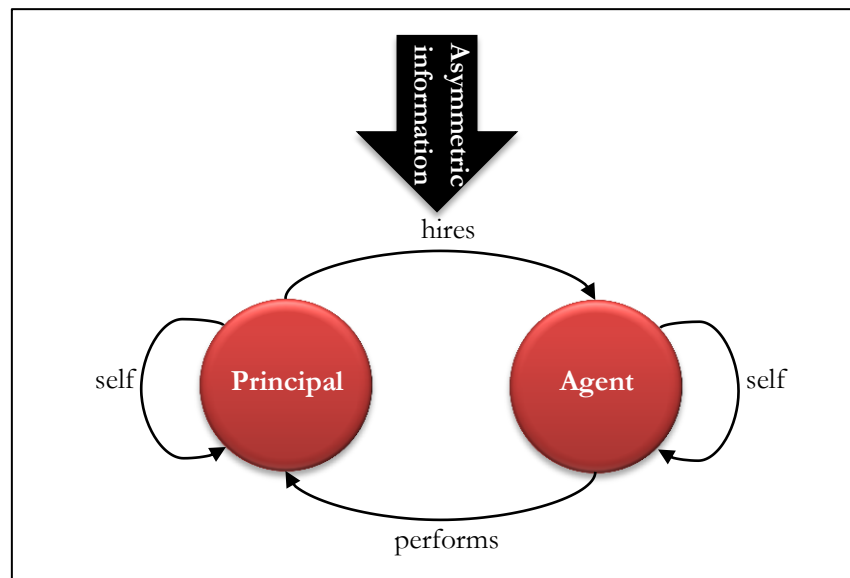 Asymmetric
information
hires
self
Principal
Agent
self
performs